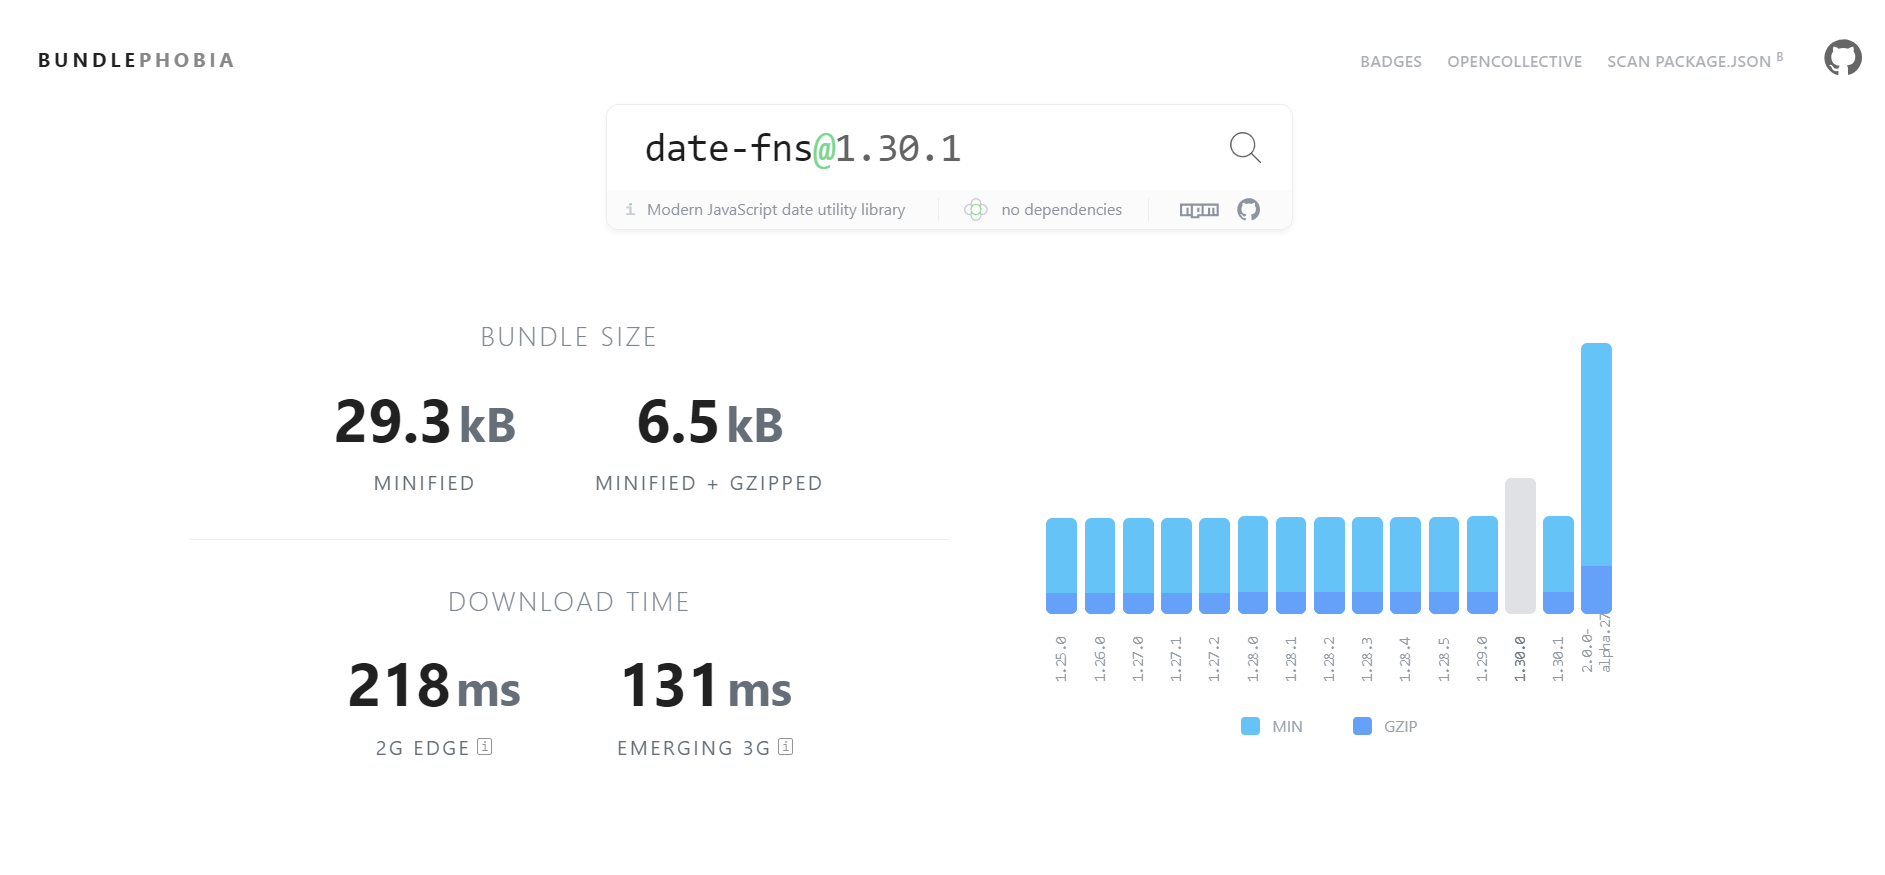 BUNDLEPHOBIA
BADGES OPENCOLLECTIVE SCAN PACKAGE.JSON B
date-fns@1.30.1
i Modern JavaScript date utility library no dependencies npm
BUNDLE SIZE
29.3 kB 6.5 kB
MINIFIED MINIFIED + GZIPPED
DOWNLOAD TIME
218 ms 131 ms
2G EDGE i EMERGING 3G i
1.25.0
1.26.0
1.27.0
1.27.1
1.27.2
1.28.0
1.28.1
1.28.2
1.28.3
1.28.4
1.28.5
1.29.0
1.30.0
1.30.1
2.0.0-
alpha.27
MIN GZIP